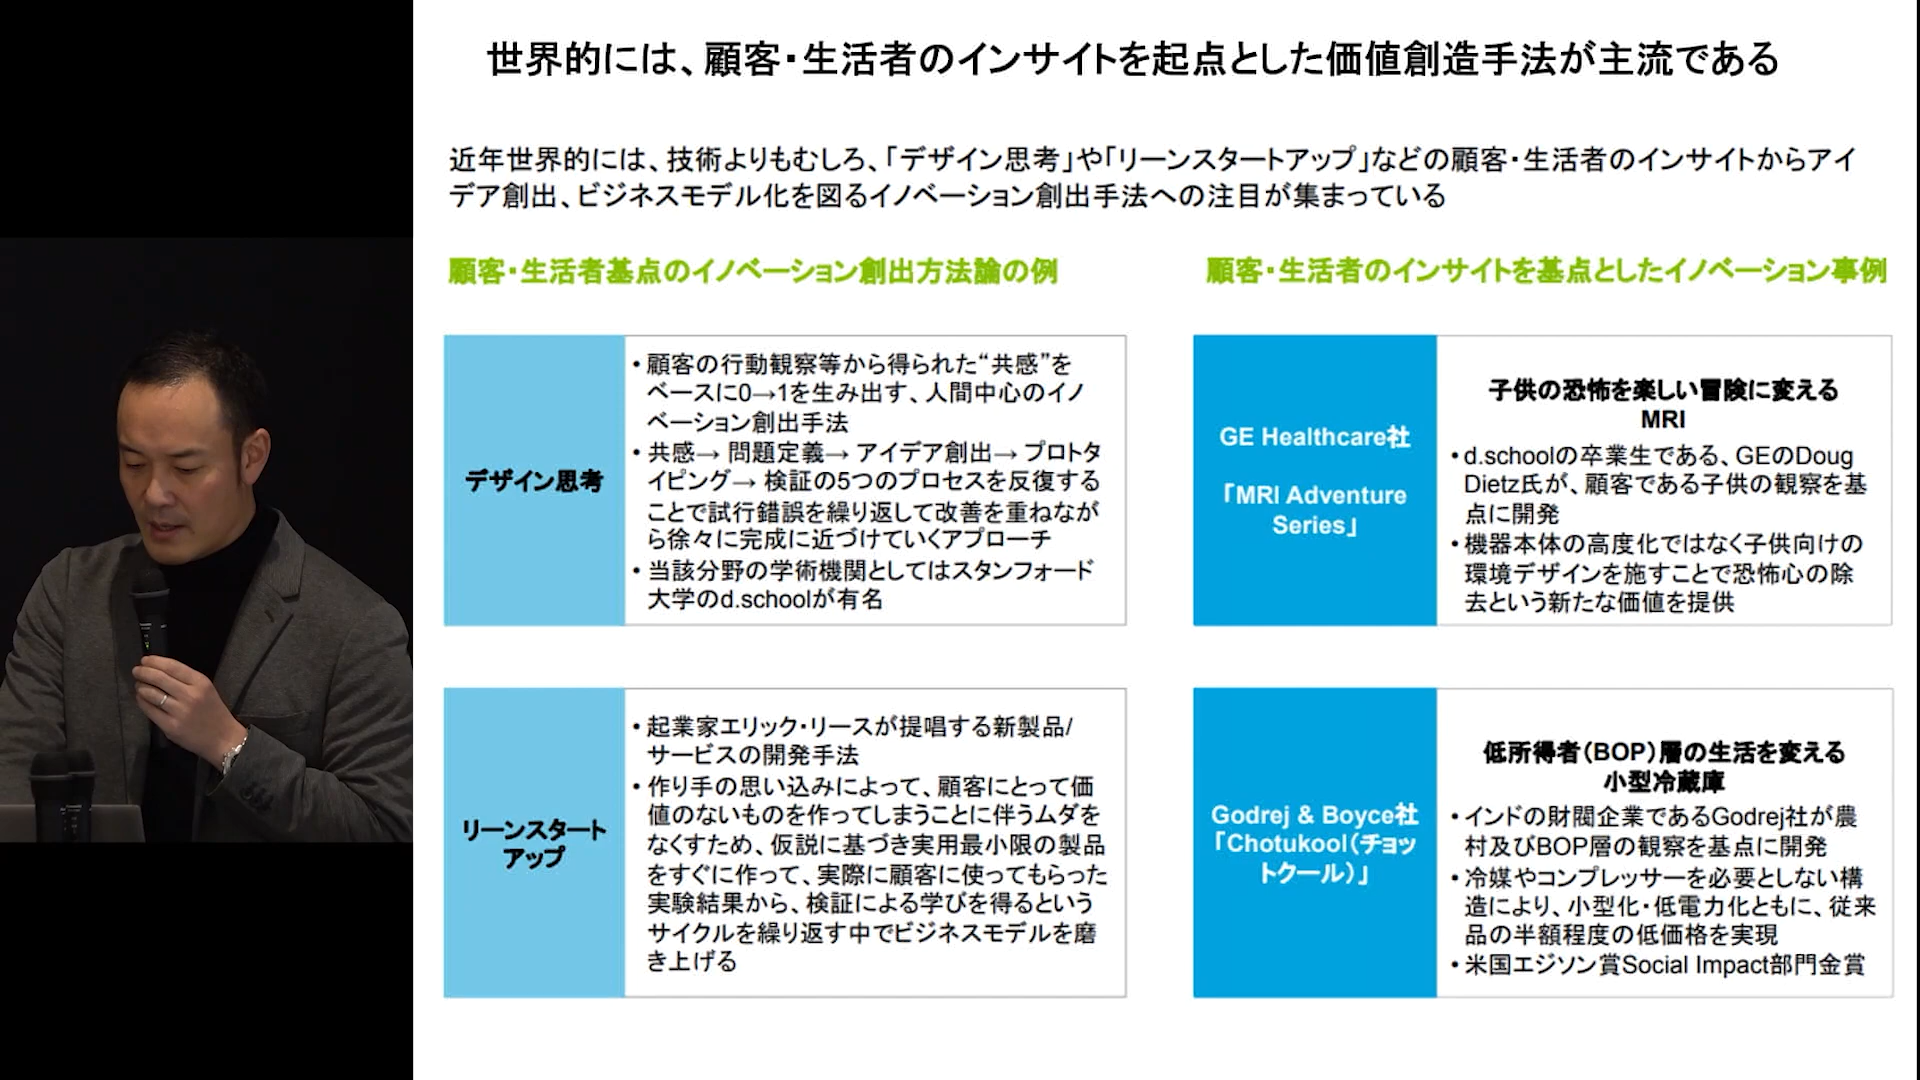 世界的には、顧客・生活者のインサイトを起点とした価値創造手法が主流である
近年世界的には、技術よりもむしろ、「デザイン思考」や「リーンスタートアップ」などの顧客・生活者のインサイトからアイ
デア創出、ビジネスモデル化を図るイノベーション創出手法への注目が集まっている
顧客・生活者基点のイノベーション創出方法論の例
デザイン思考
• 顧客の行動観察等から得られた“共感”を
ベースに0→1を生み出す、人間中心のイノ
ベーション創出手法
• 共感→ 問題定義→ アイデア創出→ プロトタ
イピング→ 検証の5つのプロセスを反復する
ことで試行錯誤を繰り返して改善を重ねなが
ら徐々に完成に近づけていくアプローチ
• 当該分野の学術機関としてはスタンフォード
大学のd.schoolが有名
リーンスタート
アップ
• 起業家エリック・リースが提唱する新製品/
サービスの開発手法
• 作り手の思い込みによって、顧客にとって価
値のないものを作ってしまうことに伴うムダを
なくすため、仮説に基づき実用最小限の製品
をすぐに作って、実際に顧客に使ってもらった
実験結果から、検証による学びを得るという
サイクルを繰り返す中でビジネスモデルを磨
き上げる
顧客・生活者のインサイトを基点としたイノベーション事例
GE Healthcare社
「MRI Adventure
Series」
子供の恐怖を楽しい冒険に変える
MRI
• d.schoolの卒業生である、GEのDoug
Dietz氏が、顧客である子供の観察を基
点に開発
• 機器本体の高度化ではなく子供向けの
環境デザインを施すことで恐怖心の除
去という新たな価値を提供
Godrej & Boyce社
「Chotukool（チョッ
トクール）」
低所得者（BOP）層の生活を変える
小型冷蔵庫
• インドの財閥企業であるGodrej社が農
村及びBOP層の観察を基点に開発
• 冷媒やコンプレッサーを必要としない構
造により、小型化・低電力化ともに、従来
品の半額程度の低価格を実現
• 米国エジソン賞Social Impact部門金賞